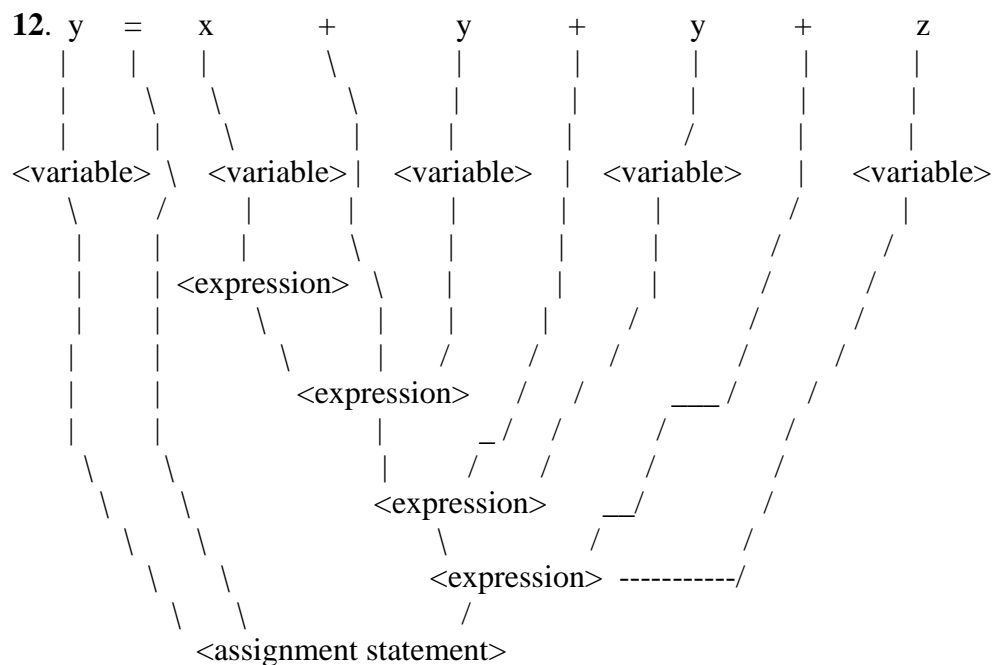 12. y = x + y + y + z
<variable> <variable> <variable> <variable> <variable>
<expression>
<expression>
<expression>
<expression>
<assignment statement>